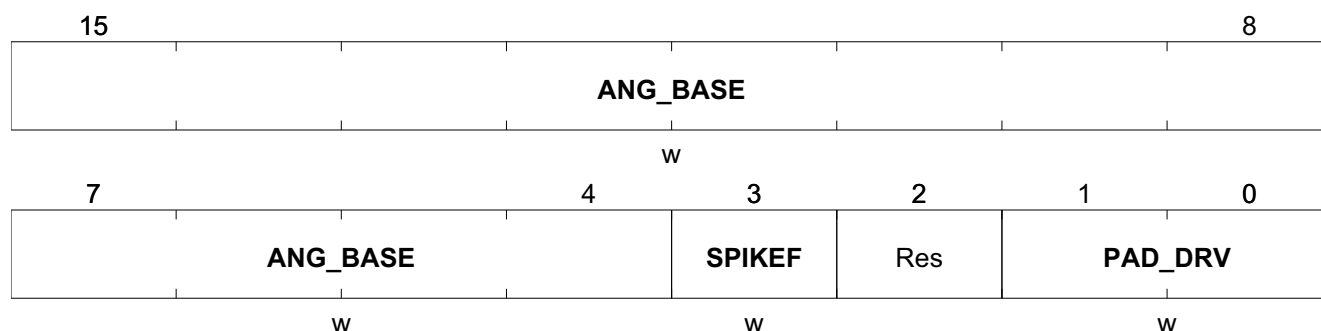 15 8
ANG_BASE
w
7 4 3 2 1 0
ANG_BASE SPIKEF Res PAD_DRV
w w w